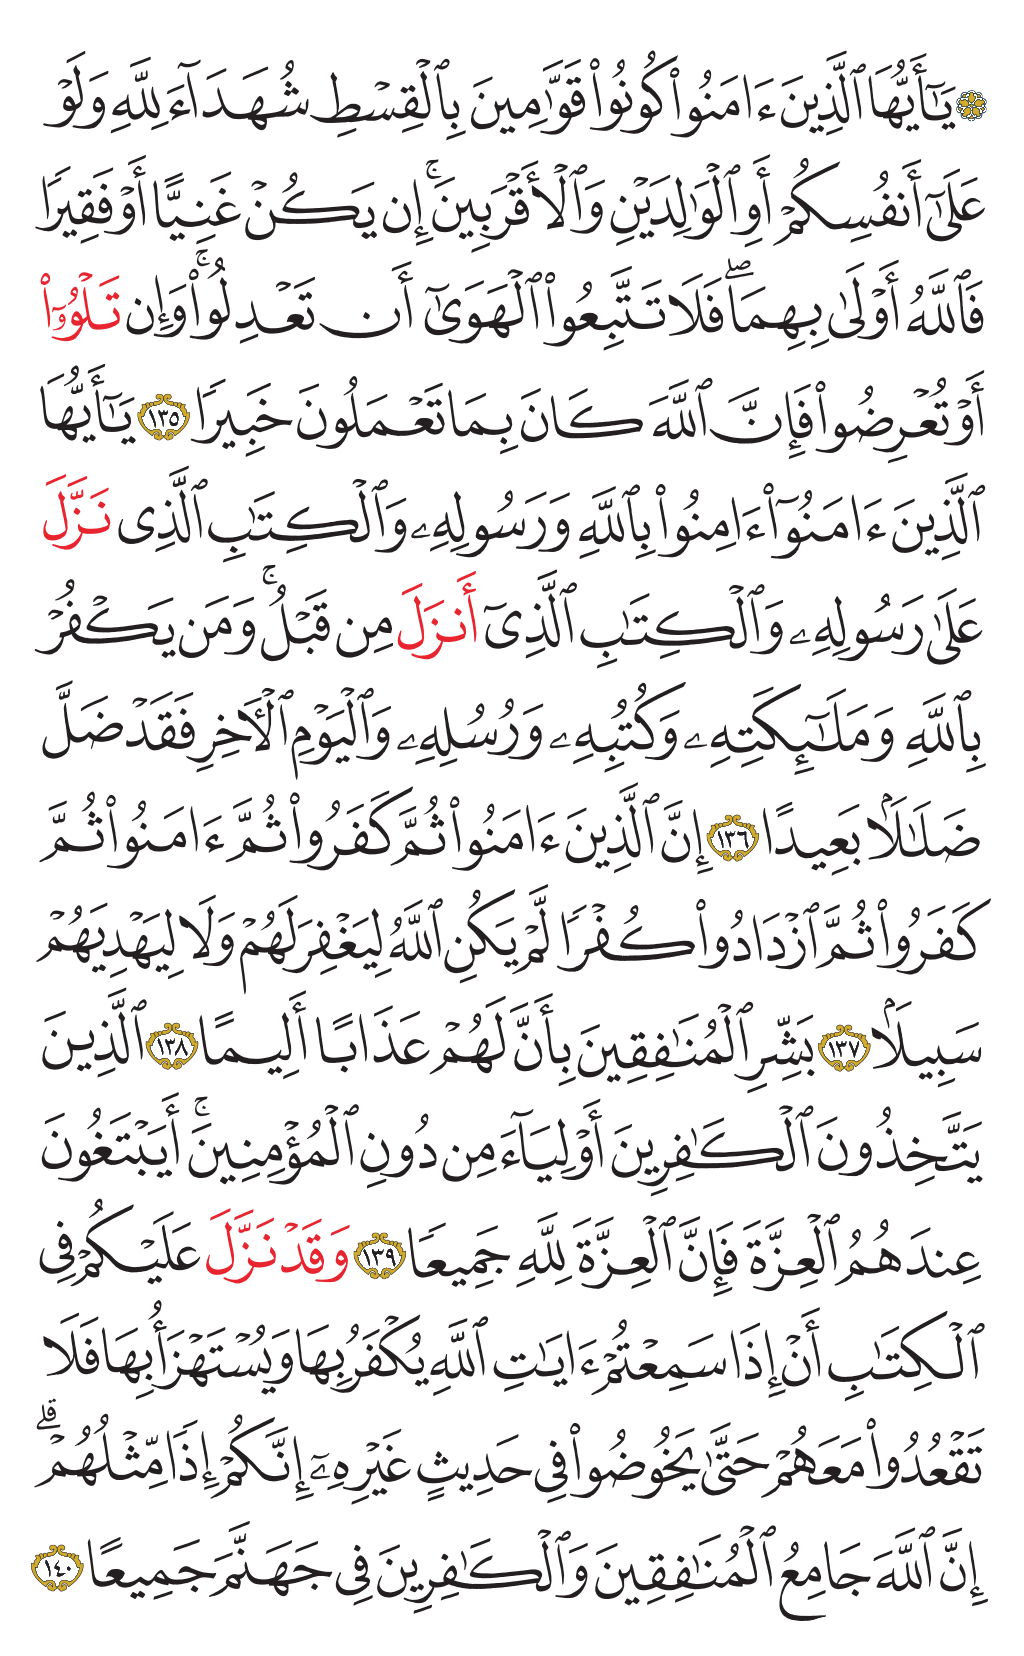 ۞ يَٰٓأَيُّهَا ٱلَّذِينَ ءَامَنُوا۟ كُونُوا۟ قَوَّٰمِينَ بِٱلْقِسْطِ شُهَدَآءَ لِلَّهِ وَلَوْ
عَلَىٰٓ أَنفُسِكُمْ أَوِ ٱلْوَٰلِدَيْنِ وَٱلْأَقْرَبِينَ ۚ إِن يَكُنْ غَنِيًّا أَوْ فَقِيرًا
فَٱللَّهُ أَوْلَىٰ بِهِمَا ۖ فَلَا تَتَّبِعُوا۟ ٱلْهَوَىٰٓ أَن تَعْدِلُوا۟ ۚ وَإِن تَلْوُۥٓا۟
أَوْ تُعْرِضُوا۟ فَإِنَّ ٱللَّهَ كَانَ بِمَا تَعْمَلُونَ خَبِيرًا ١٣٥ يَٰٓأَيُّهَا
ٱلَّذِينَ ءَامَنُوٓا۟ ءَامِنُوا۟ بِٱللَّهِ وَرَسُولِهِۦ وَٱلْكِتَٰبِ ٱلَّذِى نَزَّلَ
عَلَىٰ رَسُولِهِۦ وَٱلْكِتَٰبِ ٱلَّذِىٓ أَنزَلَ مِن قَبْلُ ۚ وَمَن يَكْفُرْ
بِٱللَّهِ وَمَلَٰٓئِكَتِهِۦ وَكُتُبِهِۦ وَرُسُلِهِۦ وَٱلْيَوْمِ ٱلْـَٔاخِرِ فَقَدْ ضَلَّ
ضَلَٰلًۢا بَعِيدًا ١٣٦ إِنَّ ٱلَّذِينَ ءَامَنُوا۟ ثُمَّ كَفَرُوا۟ ثُمَّ ءَامَنُوا۟ ثُمَّ
كَفَرُوا۟ ثُمَّ ٱزْدَادُوا۟ كُفْرًا لَّمْ يَكُنِ ٱللَّهُ لِيَغْفِرَ لَهُمْ وَلَا لِيَهْدِيَهُمْ
سَبِيلًۢا ١٣٧ بَشِّرِ ٱلْمُنَٰفِقِينَ بِأَنَّ لَهُمْ عَذَابًا أَلِيمًا ١٣٨ ٱلَّذِينَ
يَتَّخِذُونَ ٱلْكَٰفِرِينَ أَوْلِيَآءَ مِن دُونِ ٱلْمُؤْمِنِينَ ۚ أَيَبْتَغُونَ
عِندَهُمُ ٱلْعِزَّةَ فَإِنَّ ٱلْعِزَّةَ لِلَّهِ جَمِيعًا ١٣٩ وَقَدْ نَزَّلَ عَلَيْكُمْ فِى
ٱلْكِتَٰبِ أَنْ إِذَا سَمِعْتُمْ ءَايَٰتِ ٱللَّهِ يُكْفَرُ بِهَا وَيُسْتَهْزَأُ بِهَا فَلَا
تَقْعُدُوا۟ مَعَهُمْ حَتَّىٰ يَخُوضُوا۟ فِى حَدِيثٍ غَيْرِهِۦٓ ۚ إِنَّكُمْ إِذًا مِّثْلُهُمْ ۗ
إِنَّ ٱللَّهَ جَامِعُ ٱلْمُنَٰفِقِينَ وَٱلْكَٰفِرِينَ فِى جَهَنَّمَ جَمِيعًا ١٤٠